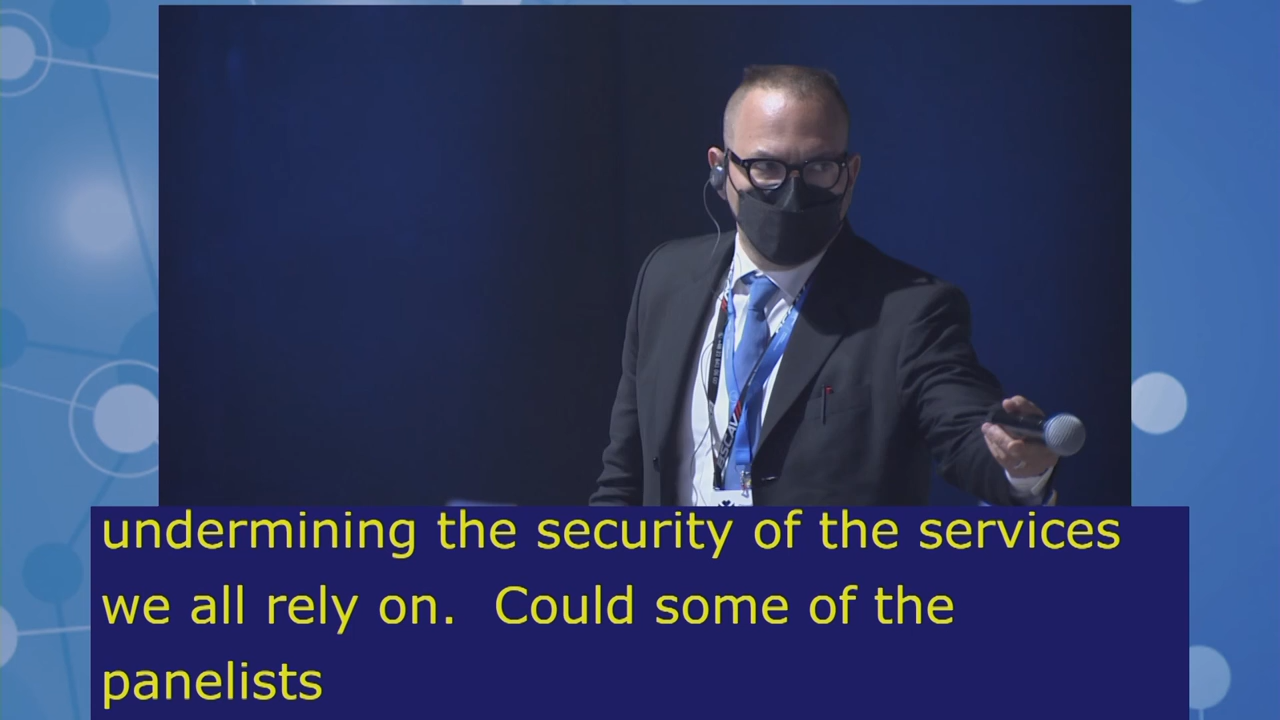 undermining the security of the services
we all rely on.  Could some of the
panelists